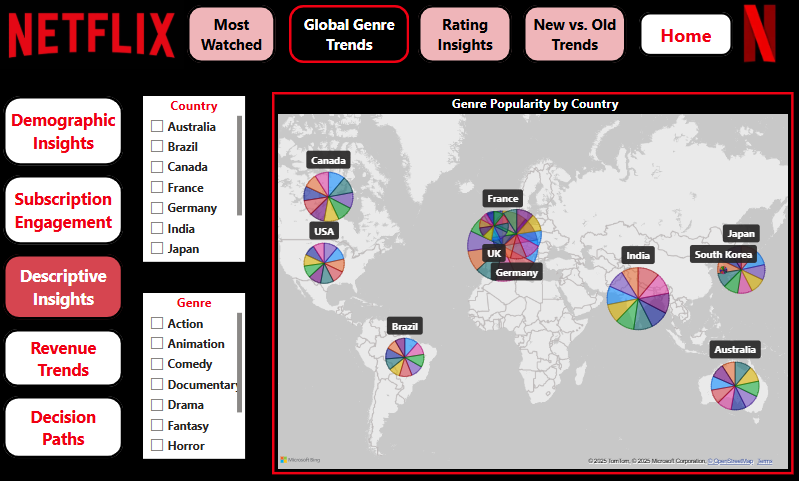 NETFLIX
Most
Watched
Global Genre
Trends
Rating
Insights
New vs. Old
Trends
Home
N
Demographic
Insights
Subscription
Engagement
Descriptive
Insights
Revenue
Trends
Decision
Paths
Country
Australia
Brazil
Canada
France
Germany
India
Japan
Genre
Action
Animation
Comedy
Documentary
Drama
Fantasy
Horror
Genre Popularity by Country
Canada
USA
Brazil
France
UK
Germany
India
Japan
South Korea
Australia
Microsoft Bing
© 2025 TomTom, © 2025 Microsoft Corporation, © OpenStreetMap Terms